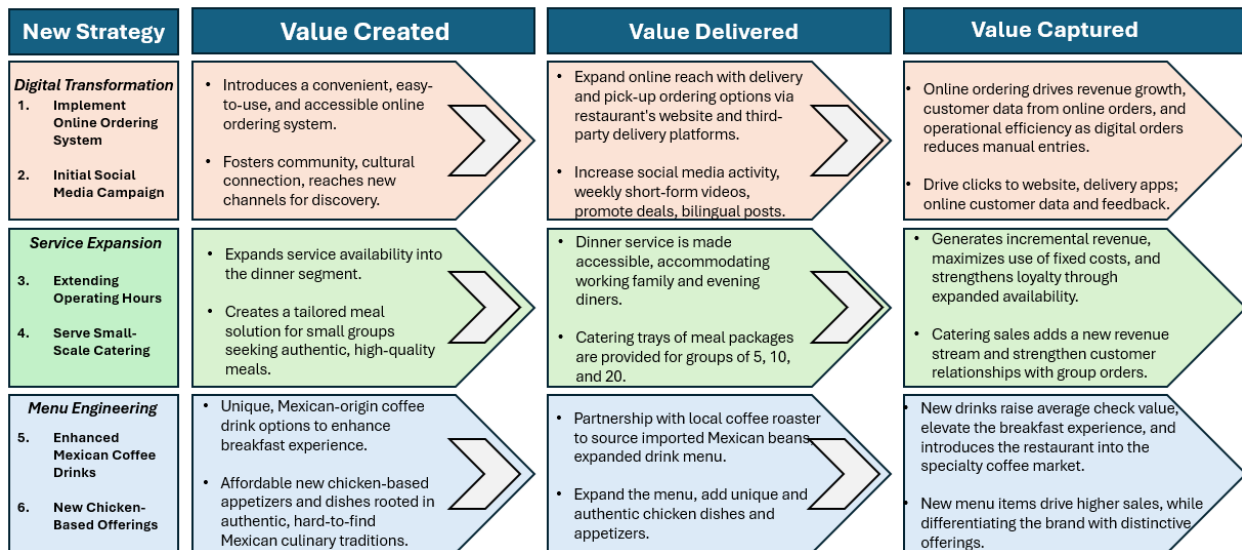 New Strategy
Value Created
Value Delivered
Value Captured
Digital Transformation
1. Implement
Online Ordering
System
2. Initial Social
Media Campaign
• Introduces a convenient, easy-
to-use, and accessible online
ordering system.
• Fosters community, cultural
connection, reaches new
channels for discovery.
• Expand online reach with delivery
and pick-up ordering options via
restaurant's website and third-
party delivery platforms.
• Increase social media activity,
weekly short-form videos,
promote deals, bilingual posts.
• Online ordering drives revenue growth,
customer data from online orders, and
operational efficiency as digital orders
reduces manual entries.
• Drive clicks to website, delivery apps;
online customer data and feedback.
Service Expansion
3. Extending
Operating Hours
4. Serve Small-
Scale Catering
• Expands service availability into
the dinner segment.
• Creates a tailored meal
solution for small groups
seeking authentic, high-quality
meals.
• Dinner service is made
accessible, accommodating
working family and evening
diners.
• Catering trays of meal packages
are provided for groups of 5, 10,
and 20.
• Generates incremental revenue,
maximizes use of fixed costs, and
strengthens loyalty through
expanded availability.
• Catering sales adds a new revenue
stream and strengthen customer
relationships with group orders.
Menu Engineering
5. Enhanced
Mexican Coffee
Drinks
6. New Chicken-
Based Offerings
• Unique, Mexican-origin coffee
drink options to enhance
breakfast experience.
• Affordable new chicken-based
appetizers and dishes rooted in
authentic, hard-to-find
Mexican culinary traditions.
• Partnership with local coffee roaster
to source imported Mexican beans,
expanded drink menu.
• Expand the menu, add unique and
authentic chicken dishes and
appetizers.
• New drinks raise average check value,
elevate the breakfast experience, and
introduces the restaurant into the
specialty coffee market.
• New menu items drive higher sales, while
differentiating the brand with distinctive
offerings.